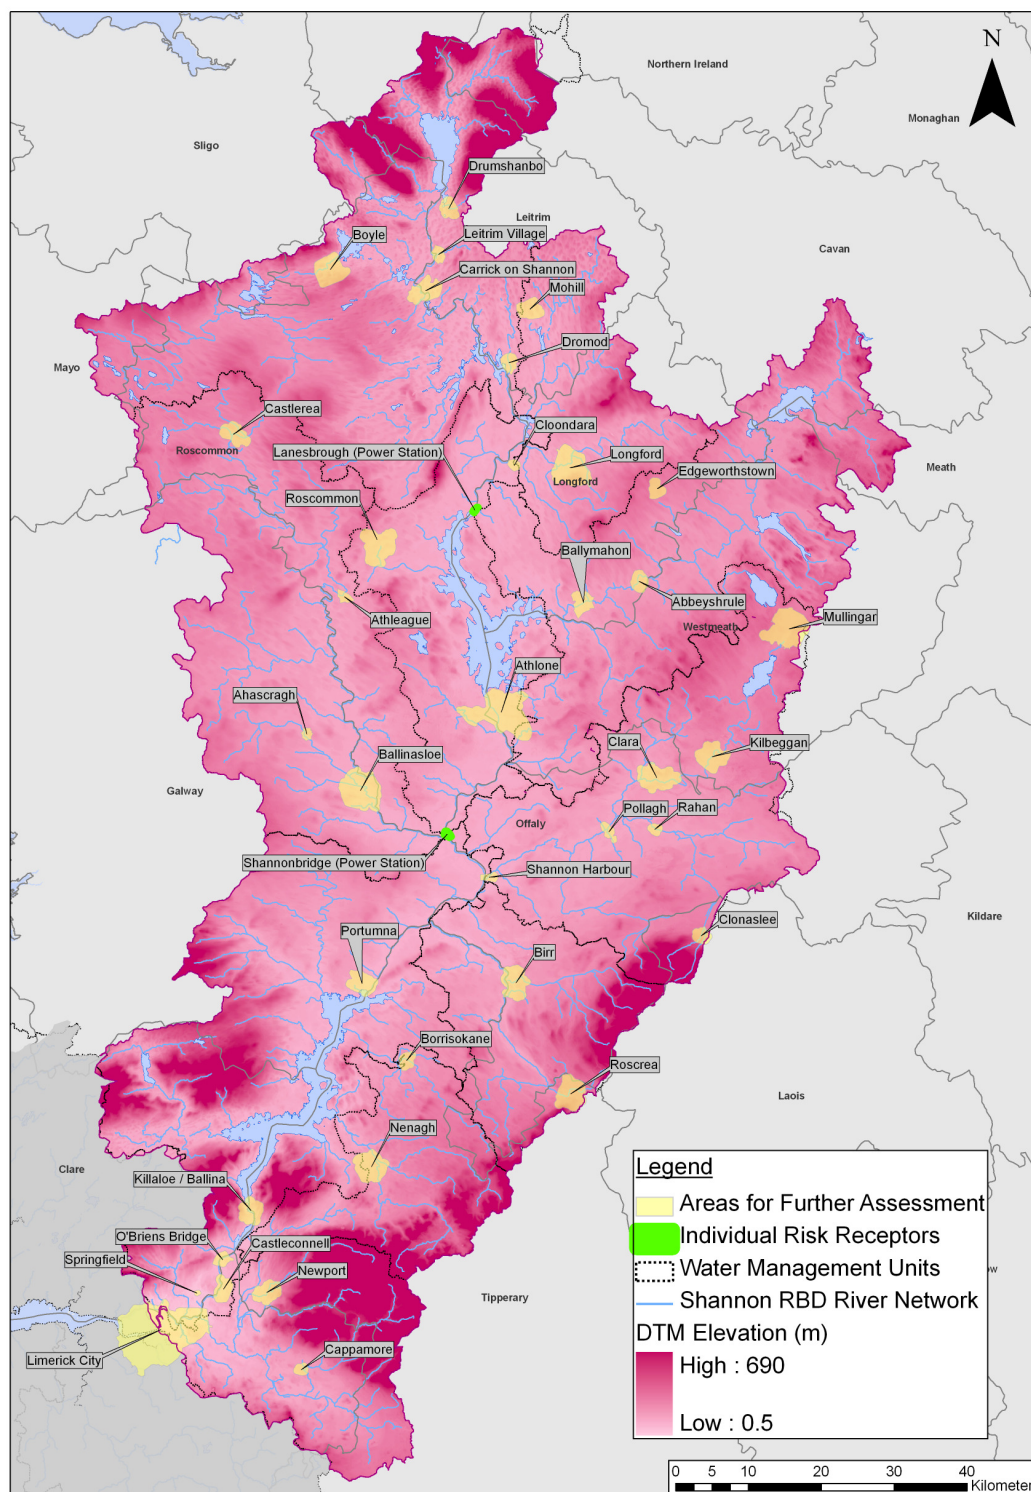 N
Northern Ireland
Monaghan
Sligo
Drumshanbo
Leitrim
Boyle
Leitrim Village
Cavan
Carrick on Shannon
Mohill
Dromod
Mayo
Castlerea
Cloondara
Roscommon
Lanesbrough (Power Station)
Longford
Edgeworthstown
Meath
Longford
Roscommon
Ballymahon
Abbeyshrule
Athleague
Mullingar
Westmeath
Athlone
Ahascragh
Clara
Kilbeggan
Ballinasloe
Galway
Pollagh
Rahan
Offaly
Shannonbridge (Power Station)
Shannon Harbour
Clonaslee
Kildare
Portumna
Birr
Borrisokane
Roscrea
Laois
Nenagh
Clare
Killaloe / Ballina
O'Briens Bridge
Castleconnell
Springfield
Newport
Tipperary
Limerick City
Cappamore
Legend
Areas for Further Assessment
Individual Risk Receptors
Water Management Units
Shannon RBD River Network
DTM Elevation (m)
High : 690
Low : 0.5
ow
0 5 10 20 30 40
Kilometer